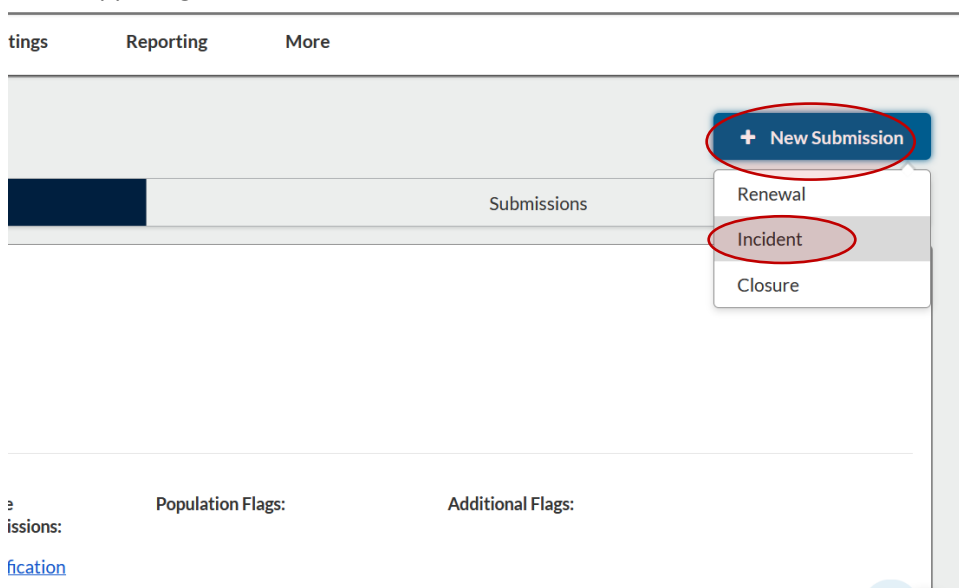 tings Reporting More
+ New Submission
Submissions
Renewal
Incident
Closure
e Population Flags: Additional Flags:
issions:
fication